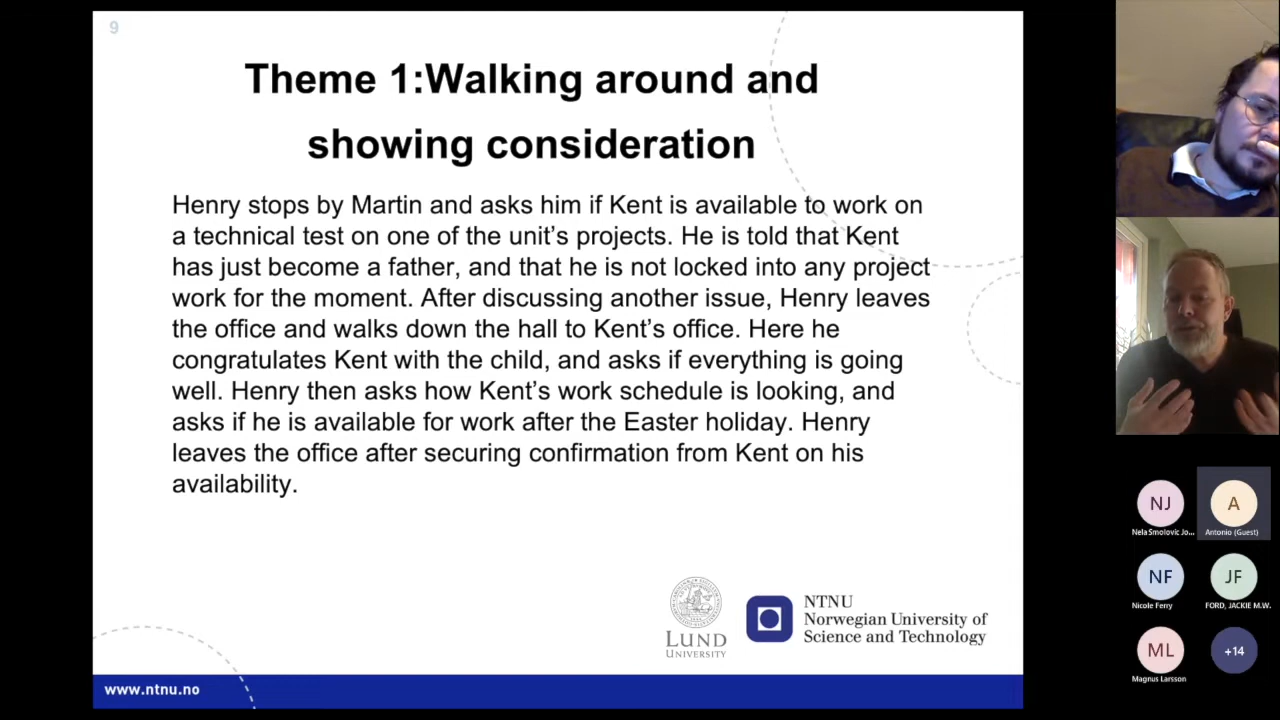 9
Theme 1:Walking around and
showing consideration
Henry stops by Martin and asks him if Kent is available to work on
a technical test on one of the unit's projects. He is told that Kent
has just become a father, and that he is not locked into any project
work for the moment. After discussing another issue, Henry leaves
the office and walks down the hall to Kent's office. Here he
congratulates Kent with the child, and asks if everything is going
well. Henry then asks how Kent's work schedule is looking, and
asks if he is available for work after the Easter holiday. Henry
leaves the office after securing confirmation from Kent on his
availability.
LUND
UNIVERSITY
NTNU
Norwegian University of
Science and Technology
www.ntnu.no
NJ
Nela Smolovic Jo...
A
Antonio (Guest)
NF
Nicole Ferry
JF
FORD, JACKIE M.W.
ML
Magnus Larsson
+14